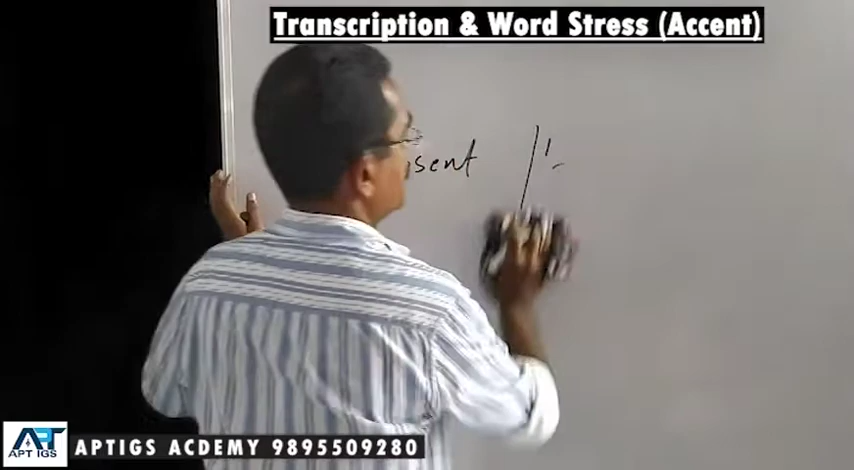 Transcription & Word Stress (Accent)
sent /'
APT IGS
APTIGS ACDEMY 9895509280